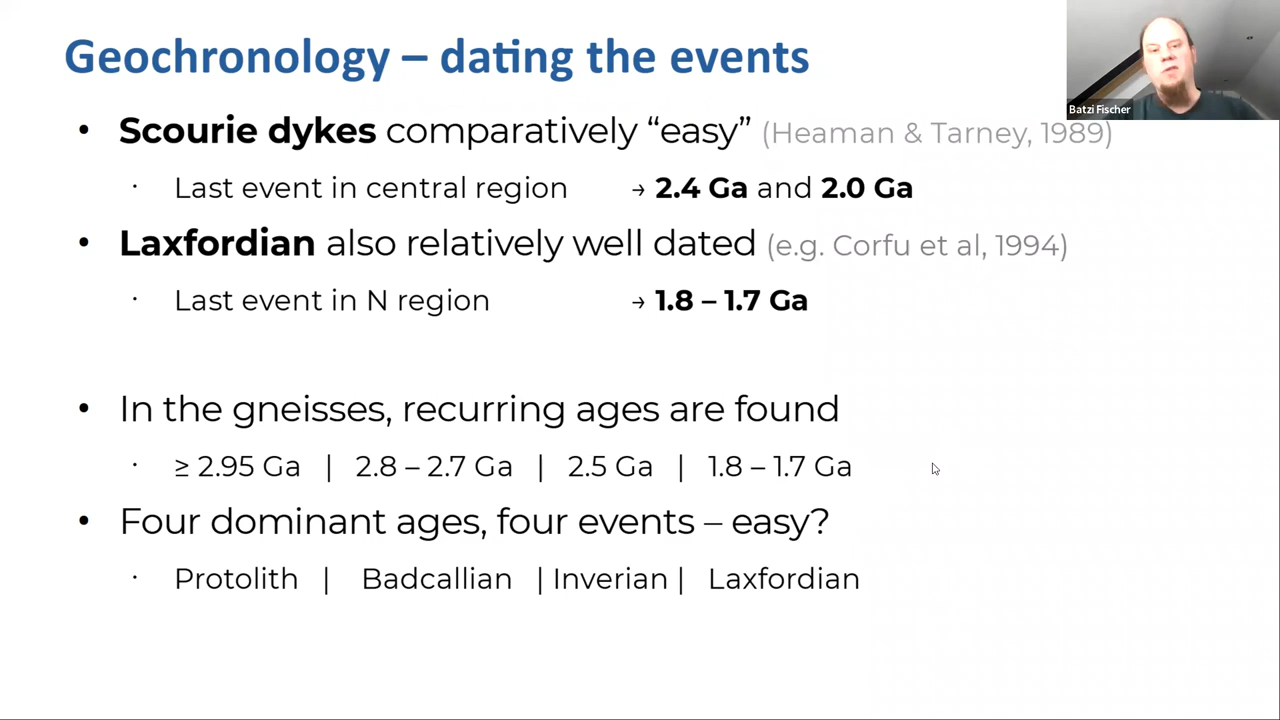 Geochronology – dating the events
Batzi Fischer
• Scourie dykes comparatively “easy” (Heaman & Tarney, 1989)
· Last event in central region → 2.4 Ga and 2.0 Ga
• Laxfordian also relatively well dated (e.g. Corfu et al, 1994)
· Last event in N region → 1.8 – 1.7 Ga
• In the gneisses, recurring ages are found
· ≥ 2.95 Ga | 2.8 – 2.7 Ga | 2.5 Ga | 1.8 – 1.7 Ga
• Four dominant ages, four events – easy?
· Protolith | Badcallian | Inverian | Laxfordian